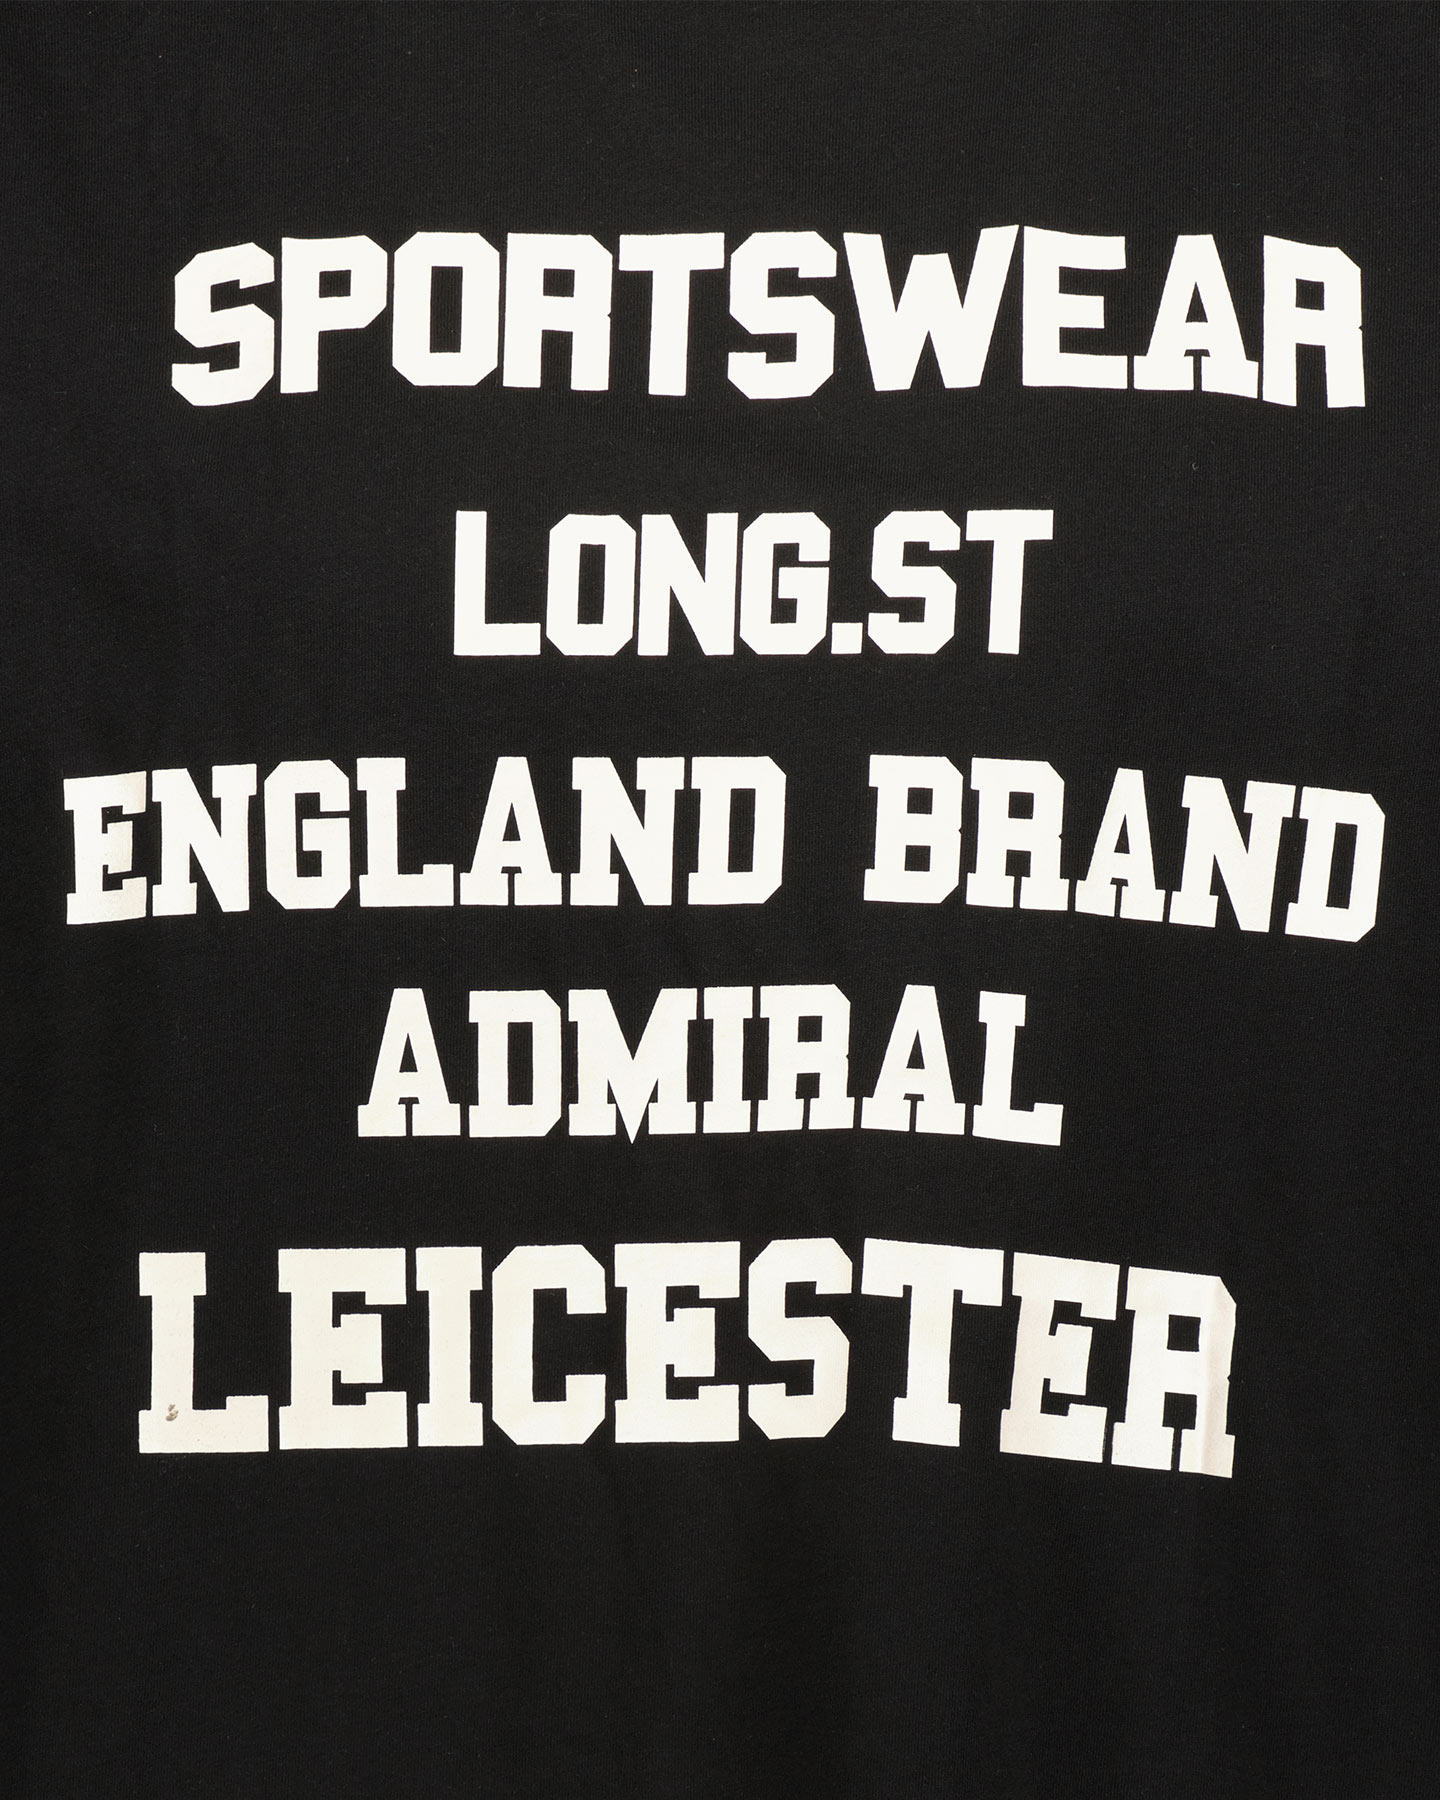 SPORTSWEAR
LONG.ST
ENGLAND BRAND
ADMIRAL
LEICESTER